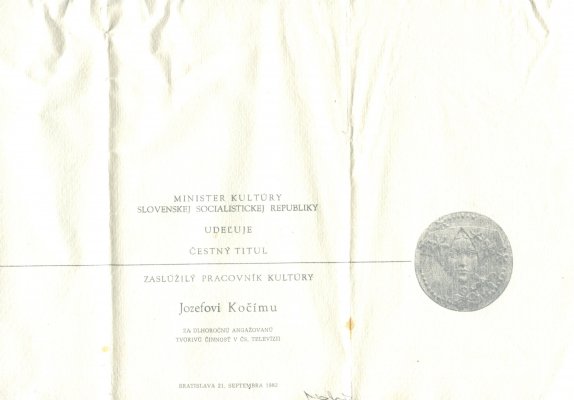 MINISTER KULTÚRY
SLOVENSKEJ SOCIALISTICKEJ REPUBLIKY
UDEĽUJE
ČESTNÝ TITUL
ZASLÚŽILÝ PRACOVNÍK KULTÚRY
Jozefovi Kočímu
ZA DLHOROČNÚ ANGAŽOVANÚ
TVORIVÚ ČINNOSŤ V ČS. TELEVÍZII
BRATISLAVA 21. SEPTEMBRA